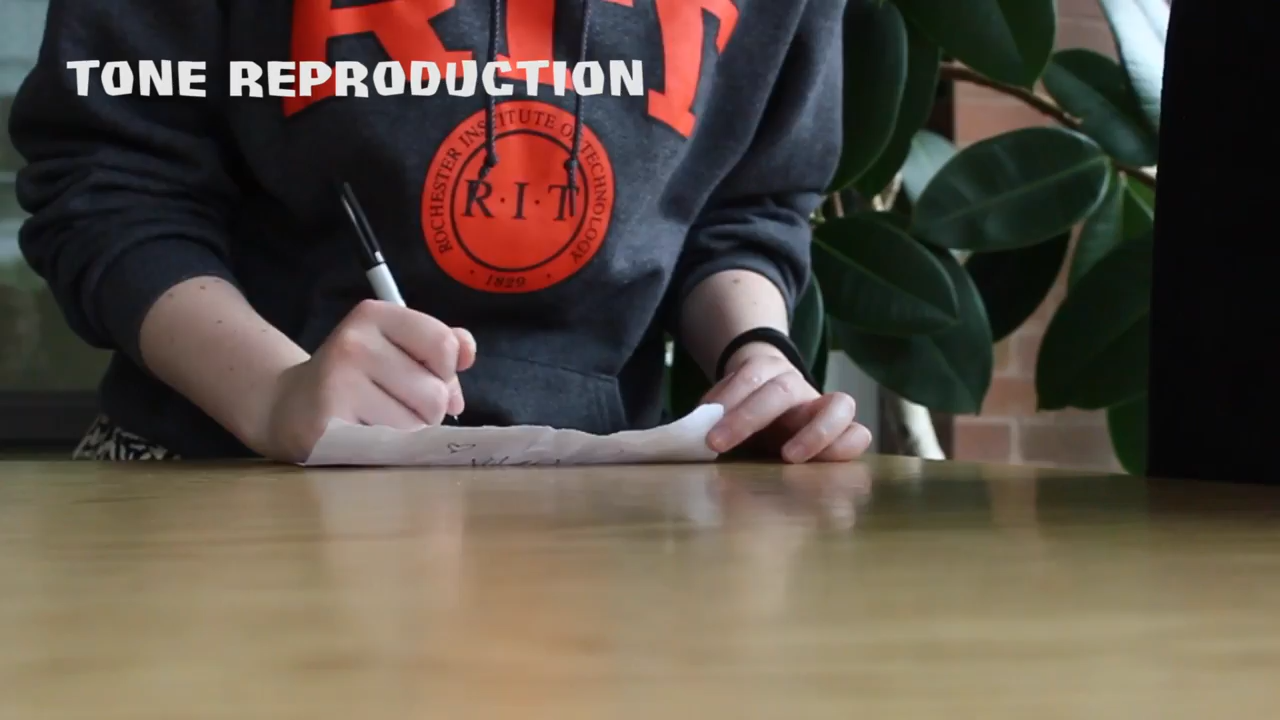 RIT
TONE REPRODUCTION
ROCHESTER INSTITUTE OF TECHNOLOGY
R·I·T
· 1829 ·